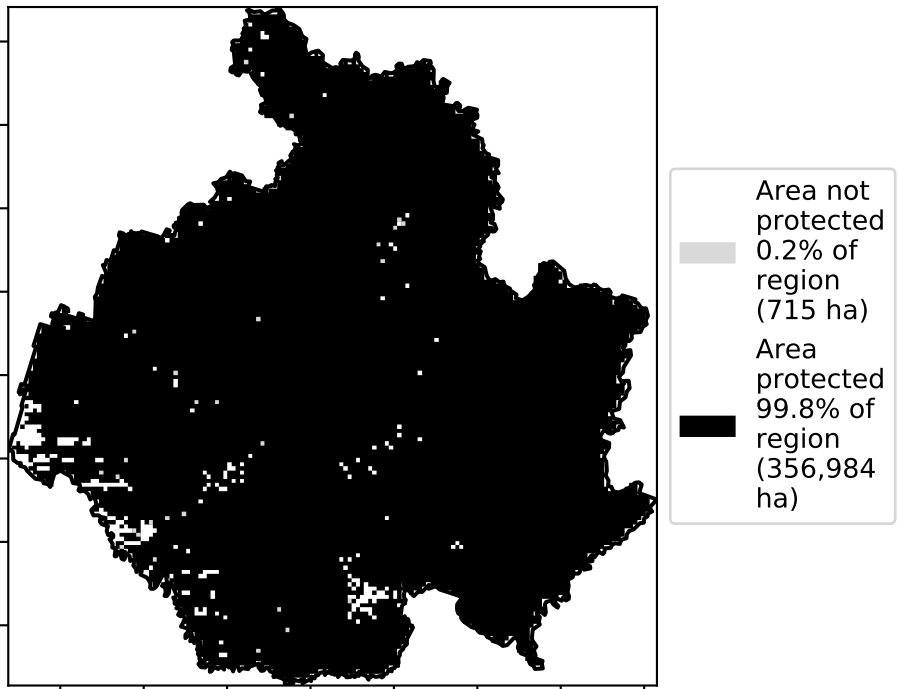 Area not
protected
0.2% of
region
(715 ha)
Area
protected
99.8% of
region
(356,984
ha)